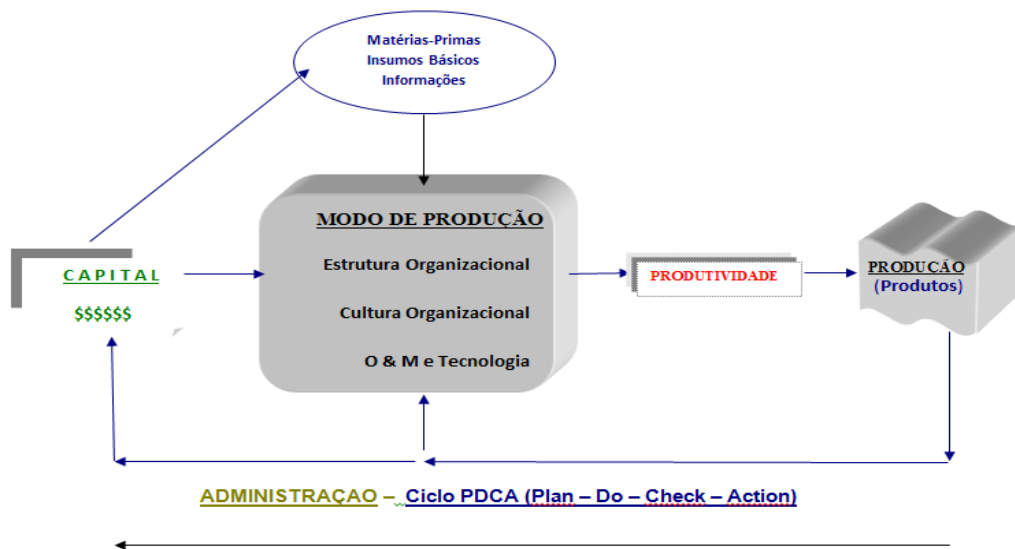 Matérias-Primas
Insumos Básicos
Informações
MODO DE PRODUÇÃO
Estrutura Organizacional
Cultura Organizacional
O & M e Tecnologia
CAPITAL
$$$$$$
PRODUTIVIDADE
PRODUÇÃO
(Produtos)
ADMINISTRAÇAO – Ciclo PDCA (Plan – Do – Check – Action)